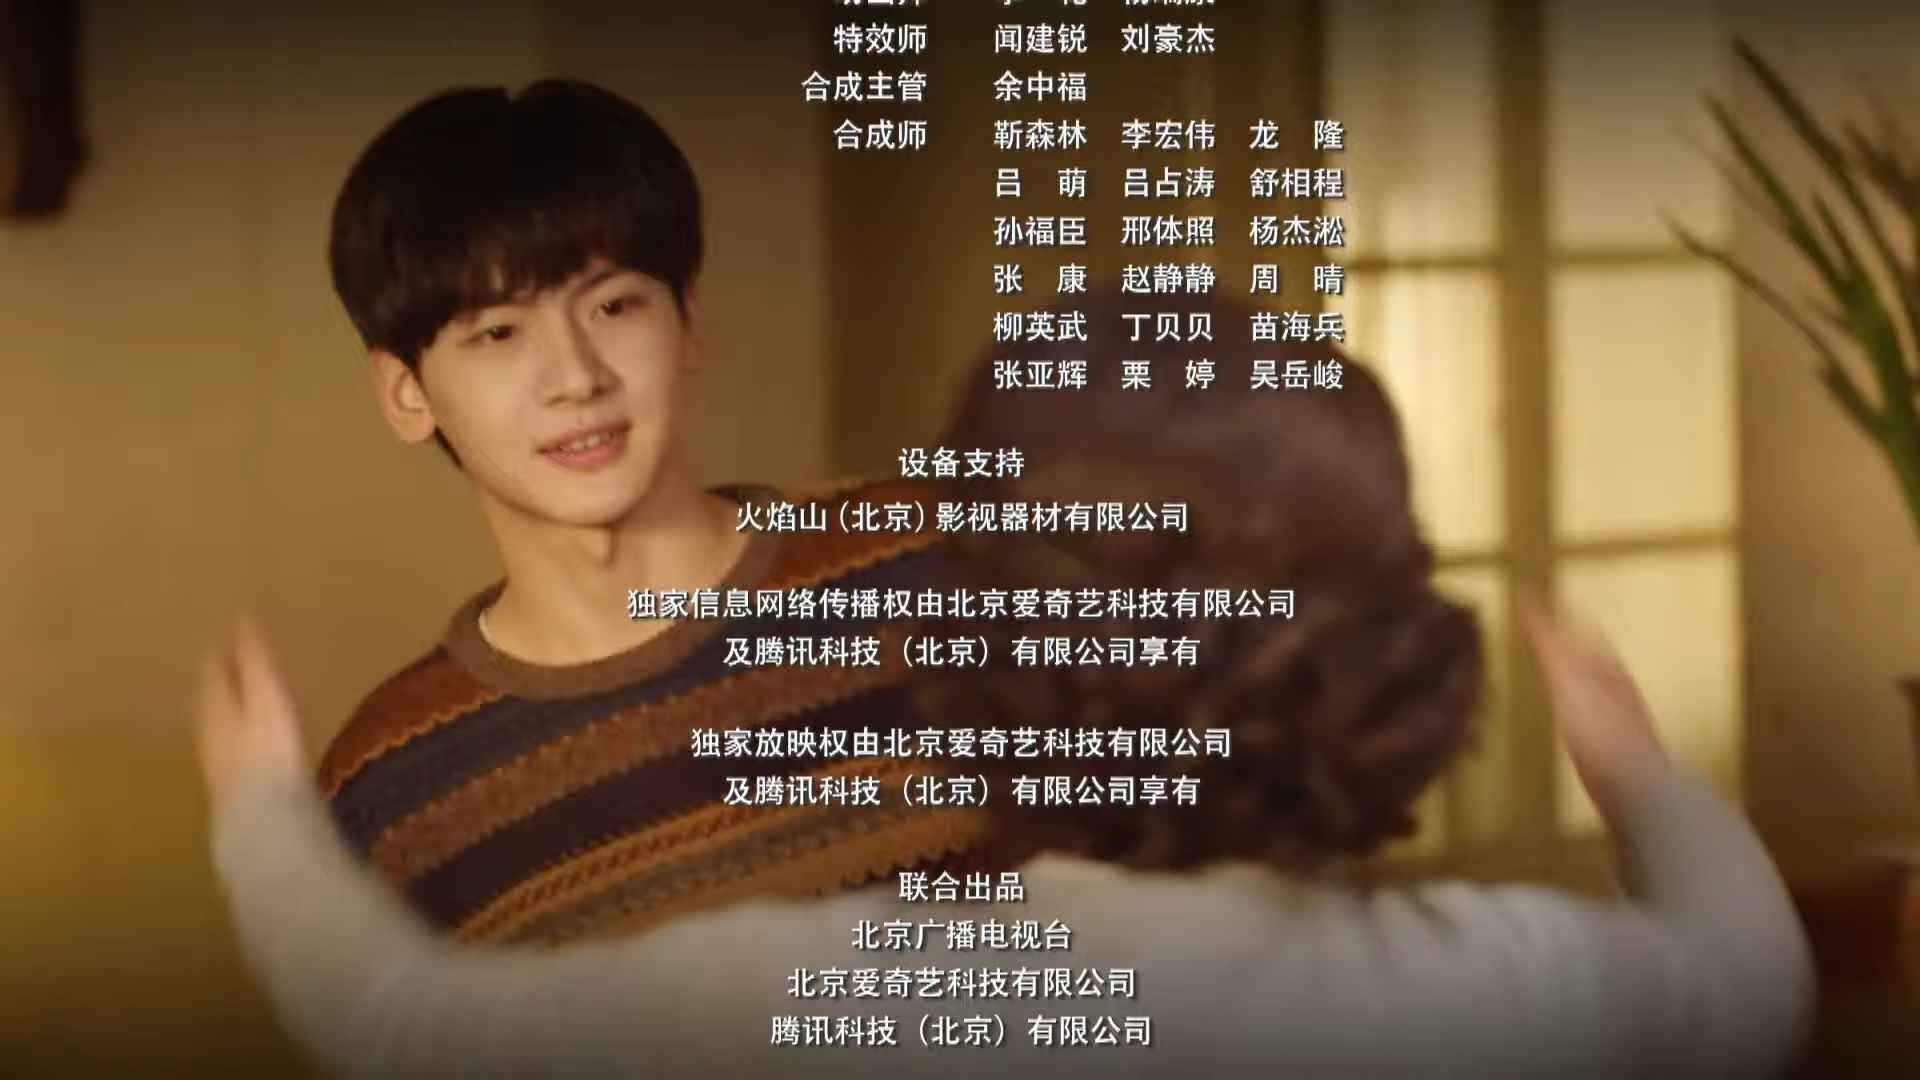 特效师 闻建锐 刘豪杰
合成主管 余中福
合成师 靳森林 李宏伟 龙 隆
吕 萌 吕占涛 舒相程
孙福臣 邢体照 杨杰淞
张 康 赵静静 周 晴
柳英武 丁贝贝 苗海兵
张亚辉 栗 婷 吴岳峻
设备支持
火焰山(北京)影视器材有限公司
独家信息网络传播权由北京爱奇艺科技有限公司
及腾讯科技（北京）有限公司享有
独家放映权由北京爱奇艺科技有限公司
及腾讯科技（北京）有限公司享有
联合出品
北京广播电视台
北京爱奇艺科技有限公司
腾讯科技（北京）有限公司